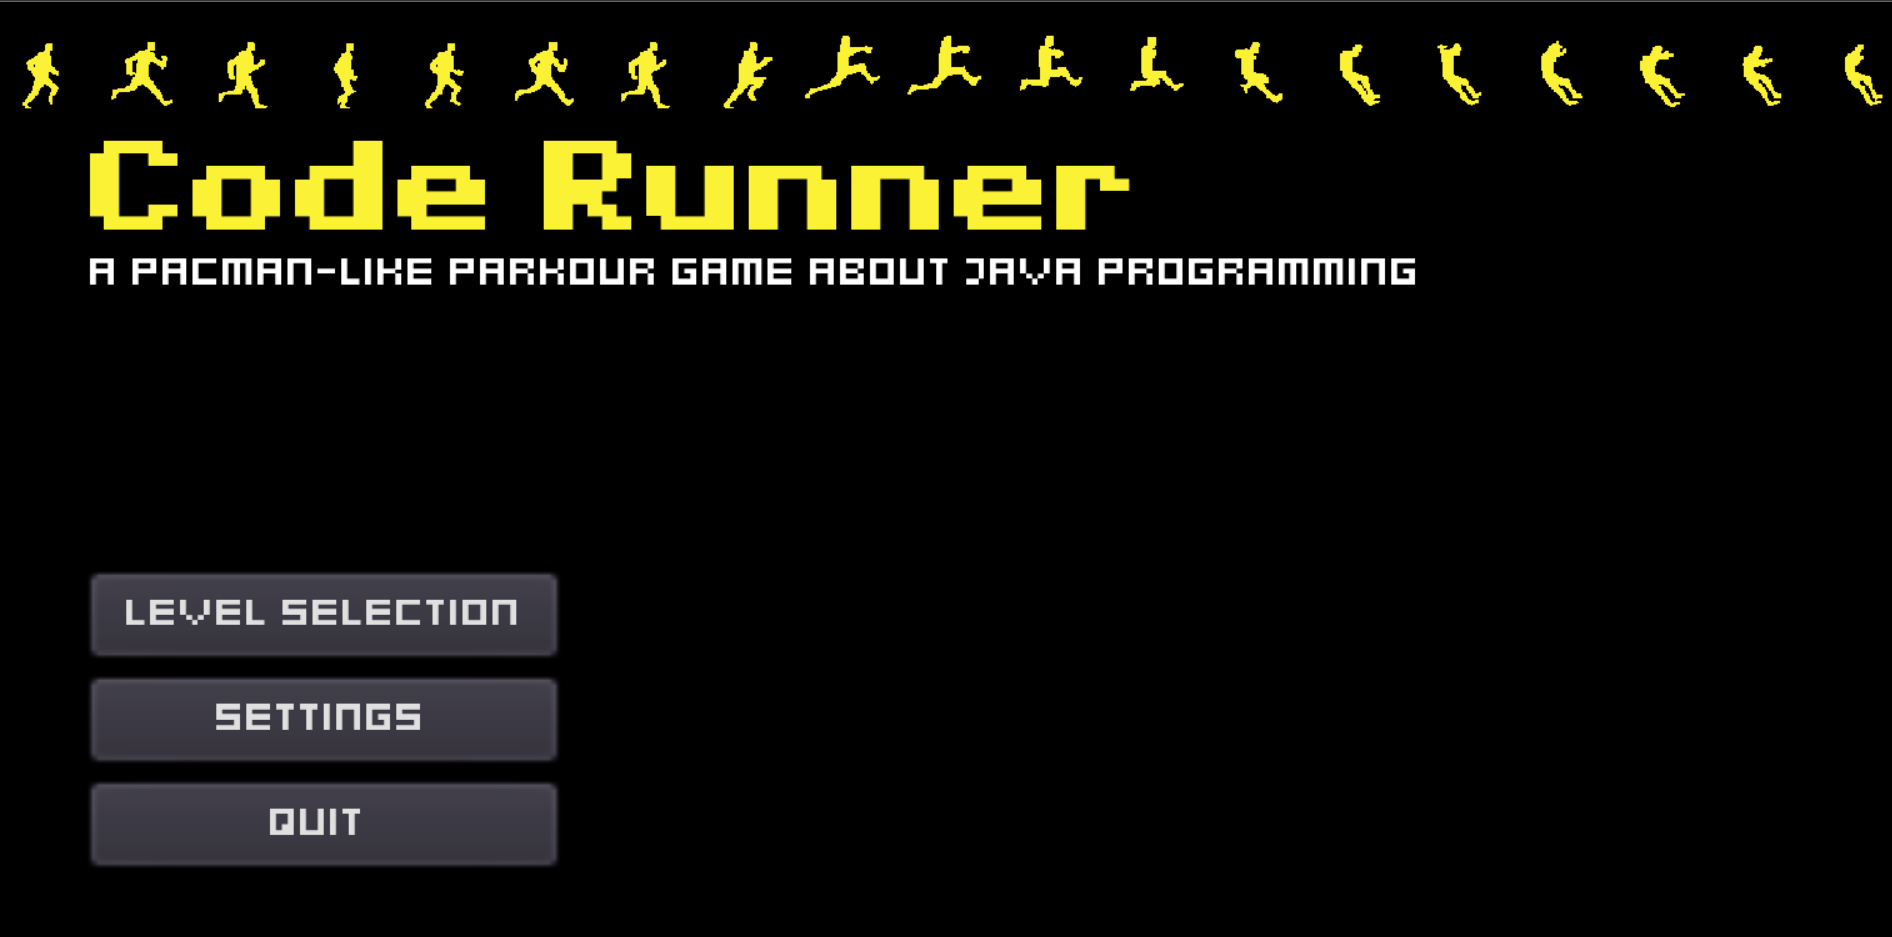 Code Runner
A PACMAN-LIKE PARKOUR GAME ABOUT JAVA PROGRAMMING
LEVEL SELECTION
SETTINGS
QUIT